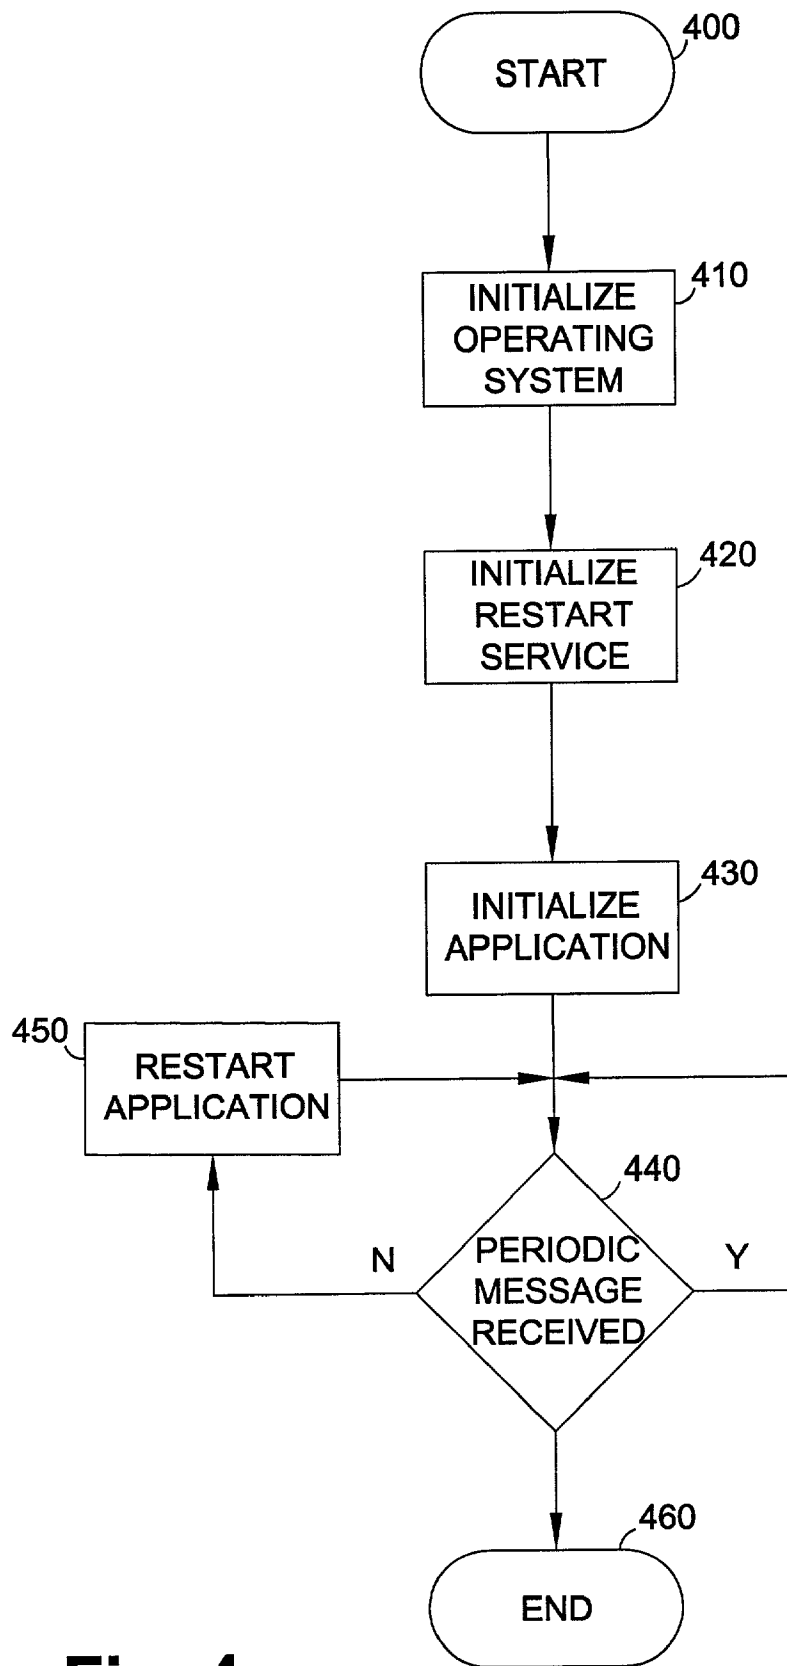 START
400
INITIALIZE
OPERATING
SYSTEM
410
INITIALIZE
RESTART
SERVICE
420
INITIALIZE
APPLICATION
430
450
RESTART
APPLICATION
440
N
PERIODIC
MESSAGE
RECEIVED
Y
460
END